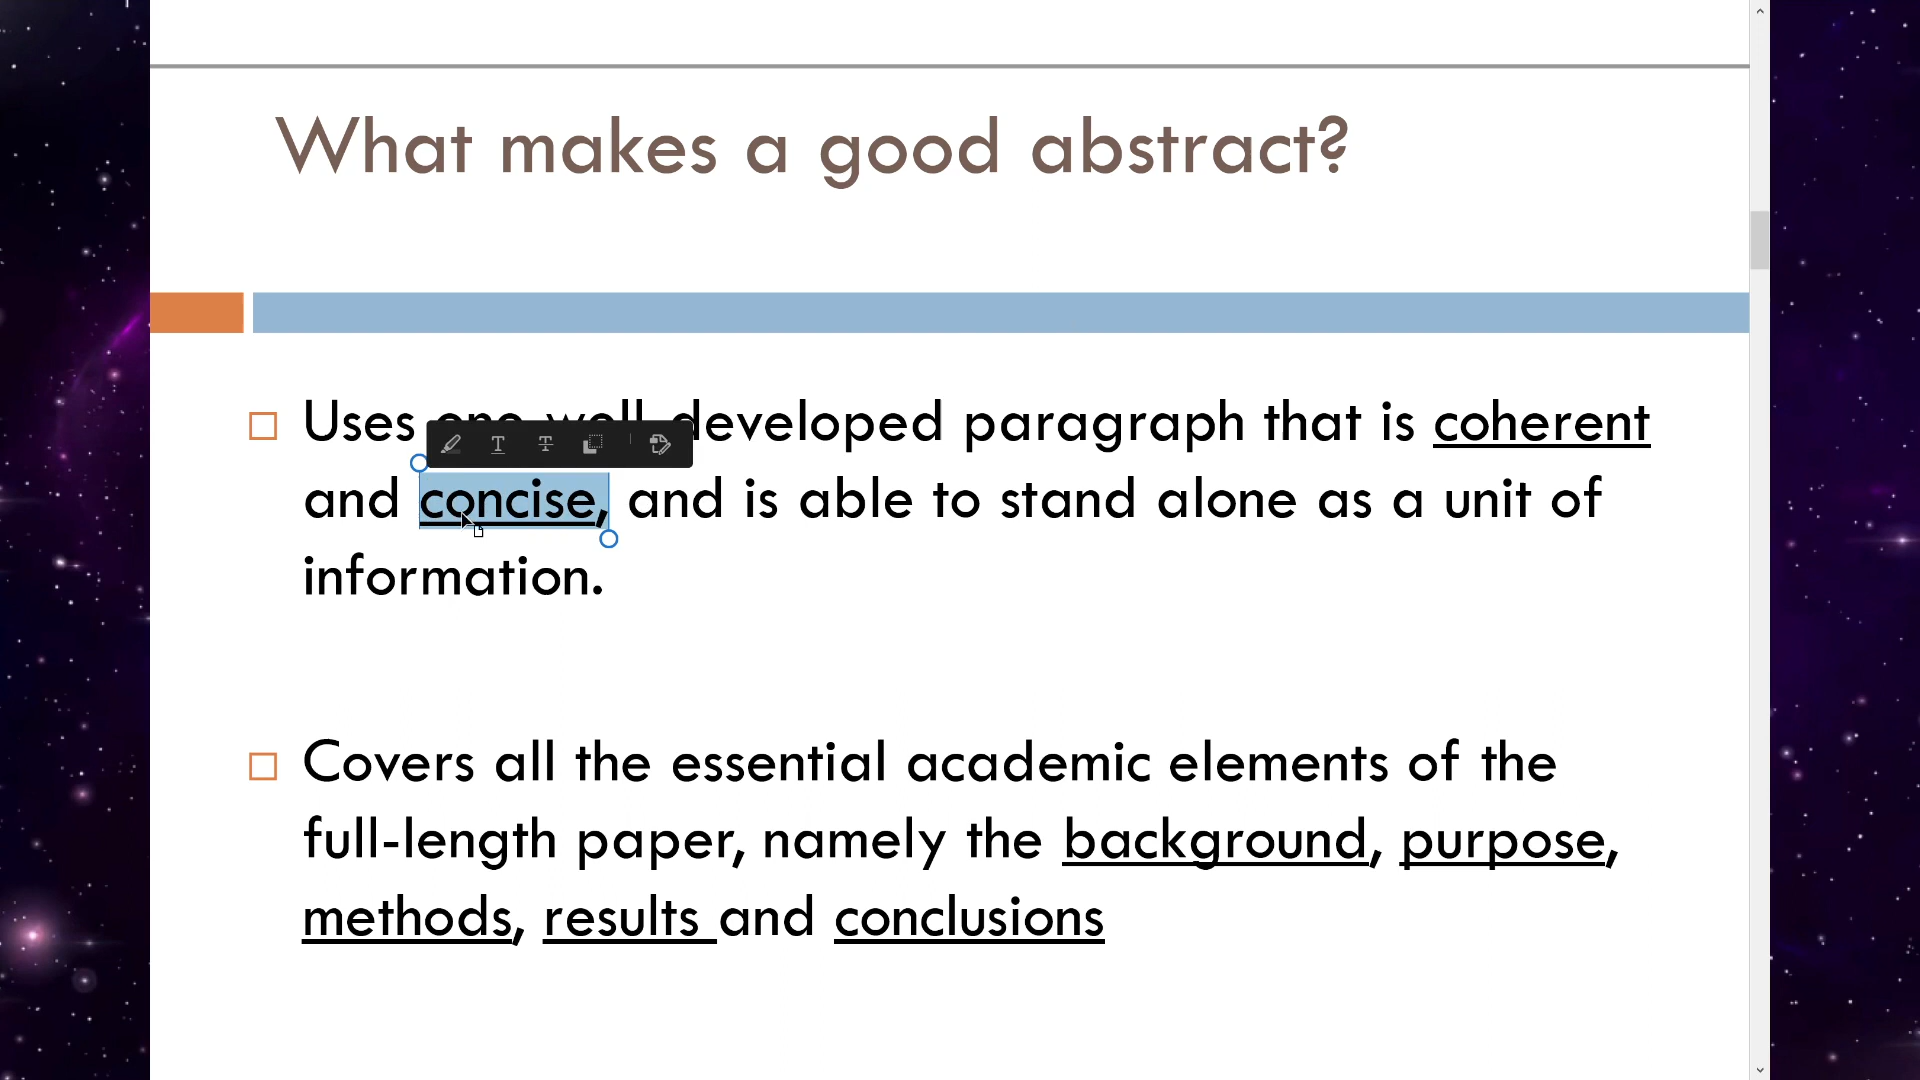 What makes a good abstract?
Uses one well-developed paragraph that is coherent
and concise, and is able to stand alone as a unit of
information.
Covers all the essential academic elements of the
full-length paper, namely the background, purpose,
methods, results and conclusions